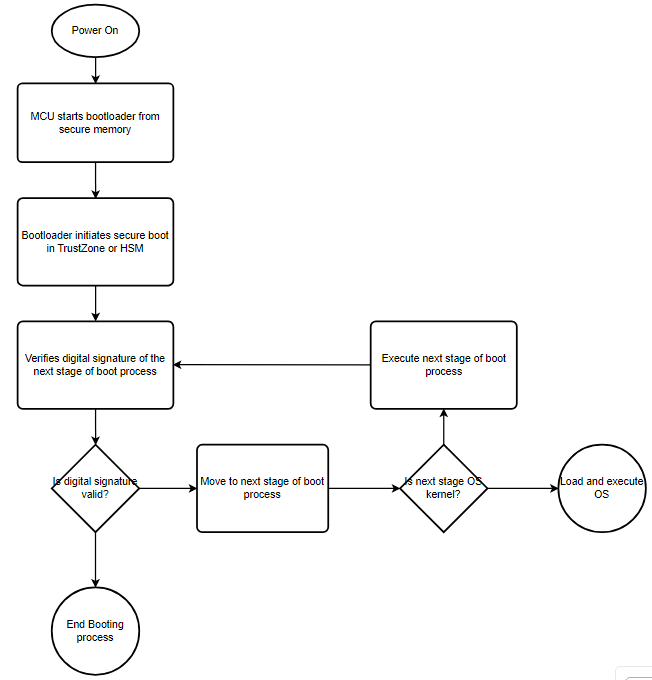 Power On
MCU starts bootloader from
secure memory
Bootloader initiates secure boot
in TrustZone or HSM
Verifies digital signature of the
next stage of boot process
Execute next stage of boot
process
Is digital signature
valid?
Move to next stage of boot
process
Is next stage OS
kernel?
Load and execute
OS
End Booting
process